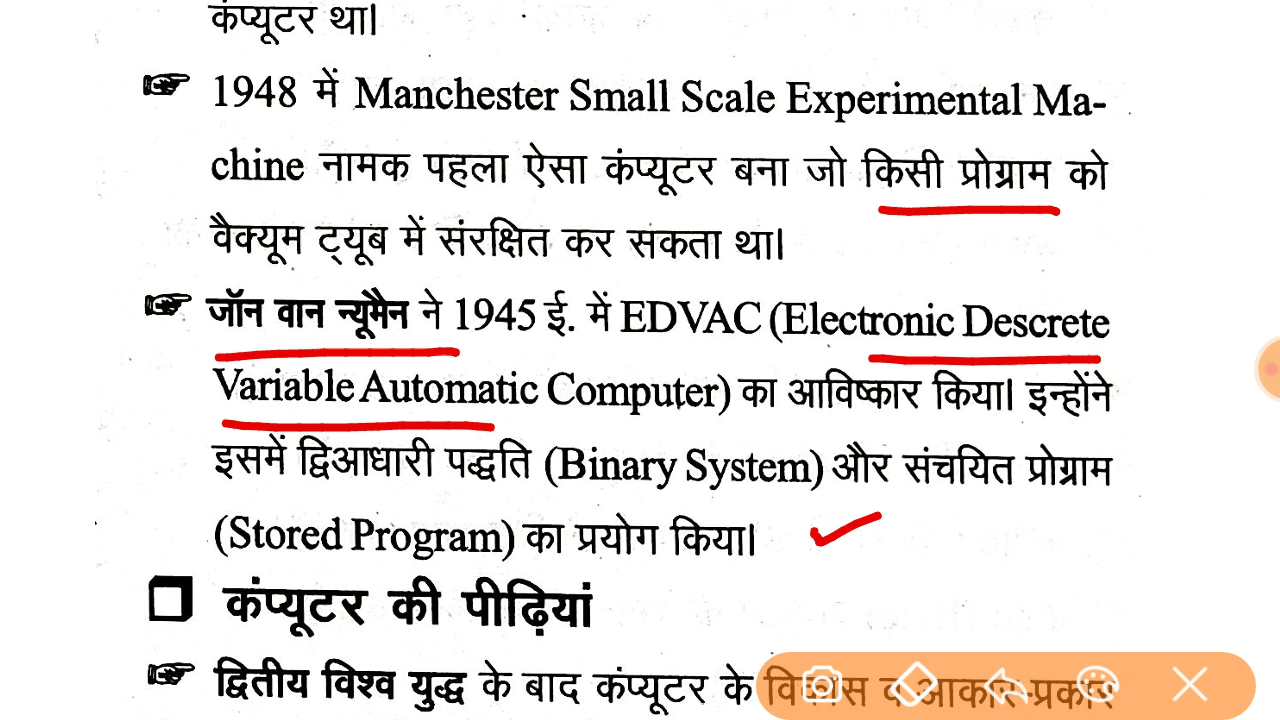 कंप्यूटर था।
1948 में Manchester Small Scale Experimental Ma-
chine नामक पहला ऐसा कंप्यूटर बना जो किसी प्रोग्राम को
वैक्यूम ट्यूब में संरक्षित कर सकता था।
जॉन वान न्यूमैन ने 1945 ई. में EDVAC (Electronic Descrete
Variable Automatic Computer) का आविष्कार किया। इन्होंने
इसमें द्विआधारी पद्धति (Binary System) और संचयित प्रोग्राम
(Stored Program) का प्रयोग किया।
कंप्यूटर की पीढ़ियां
द्वितीय विश्व युद्ध के बाद कंप्यूटर के विकास व आकार-प्रकार